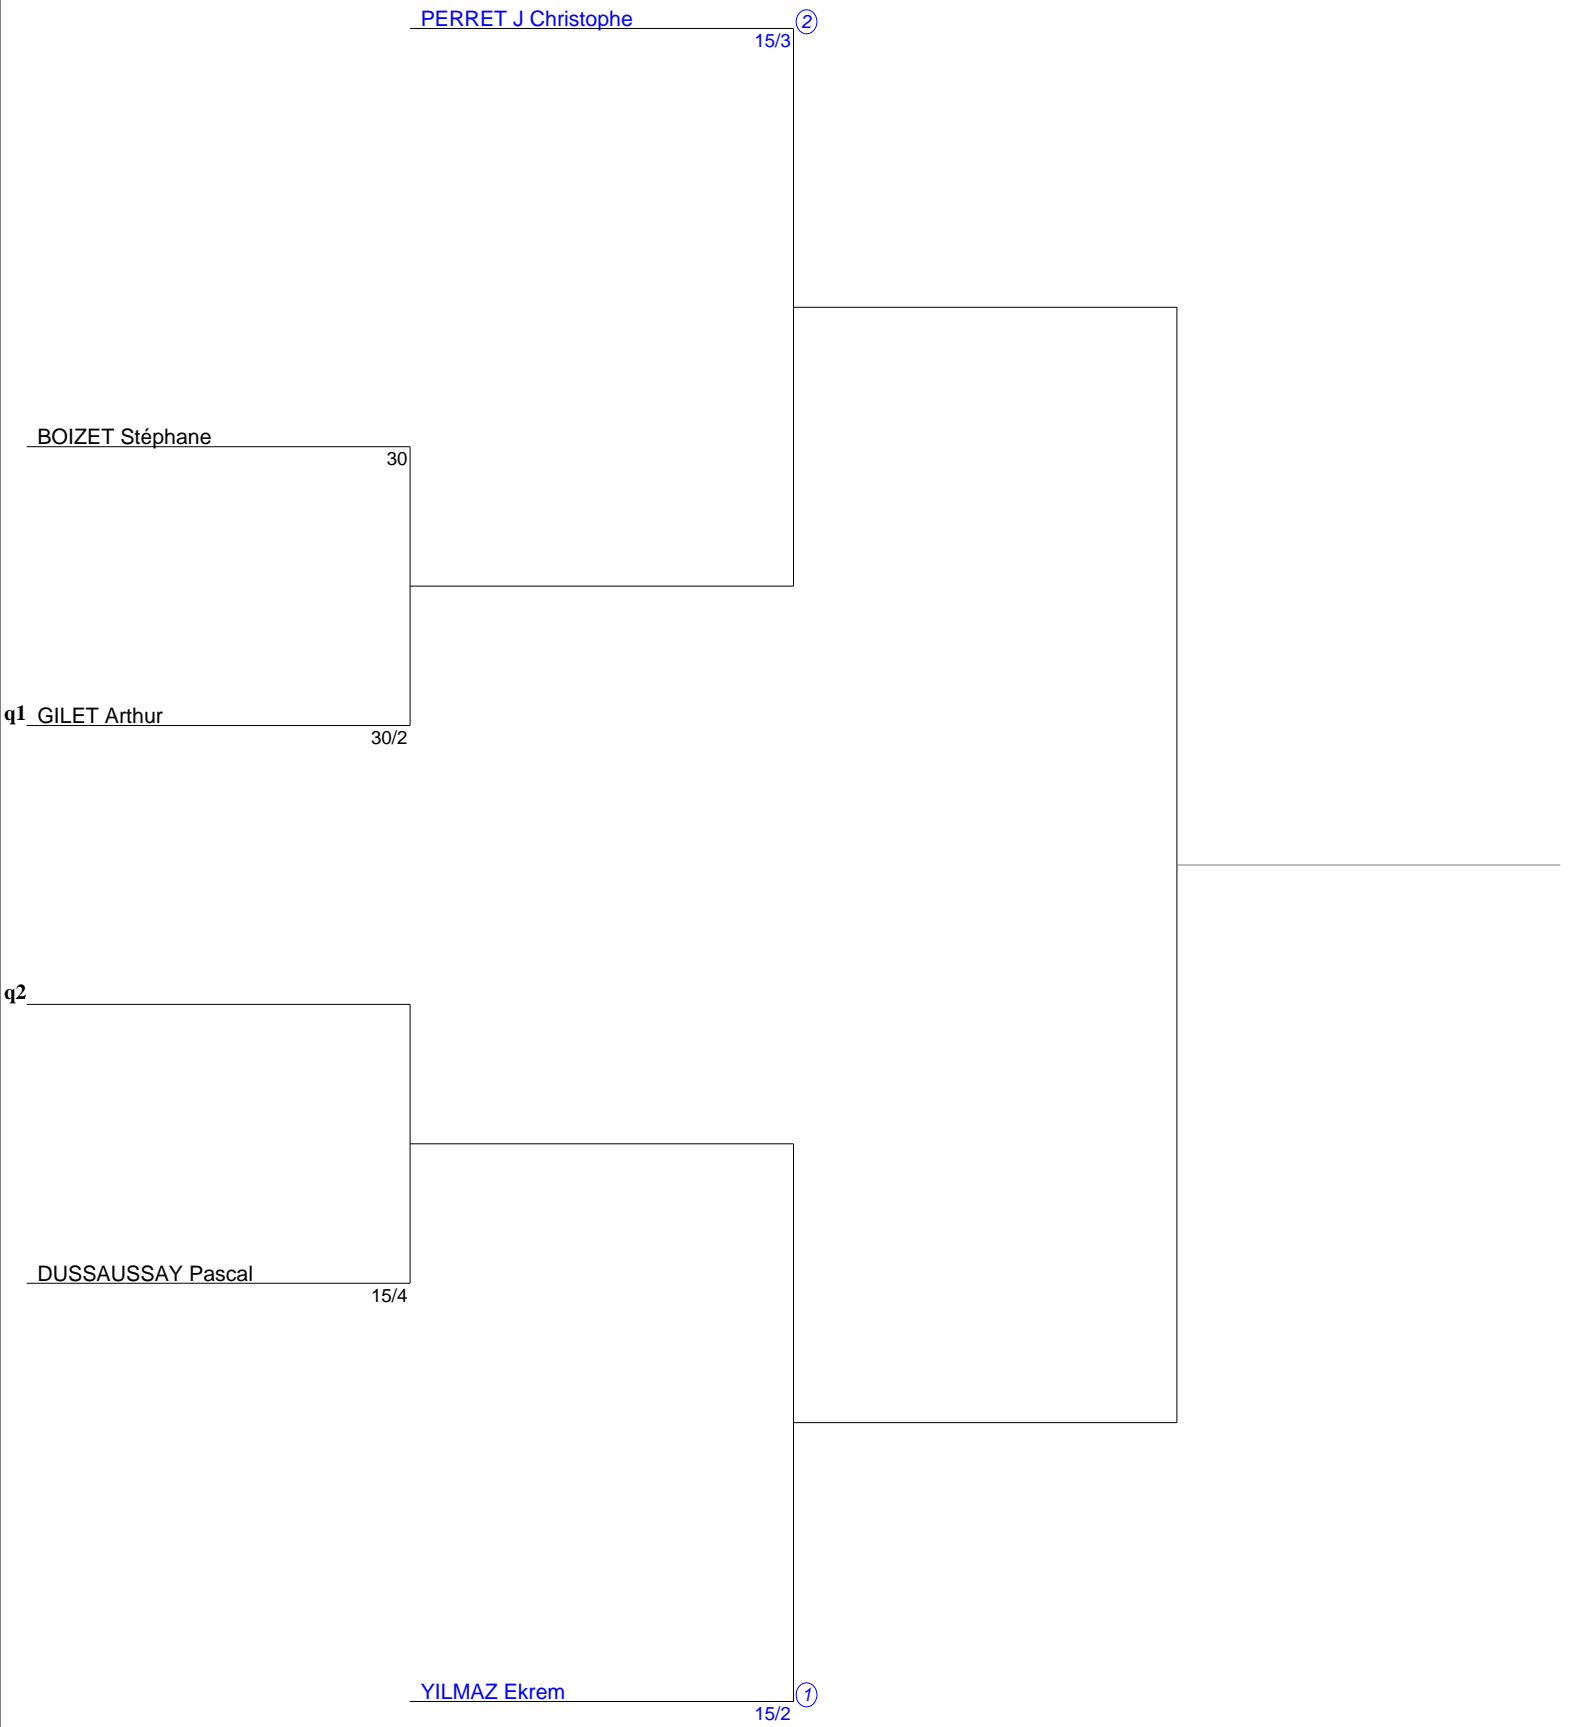 PERRET J Christophe 2
15/3
BOIZET Stéphane
30
q1 GILET Arthur
30/2
q2
DUSSAUSSAY Pascal
15/4
YILMAZ Ekrem 1
15/2